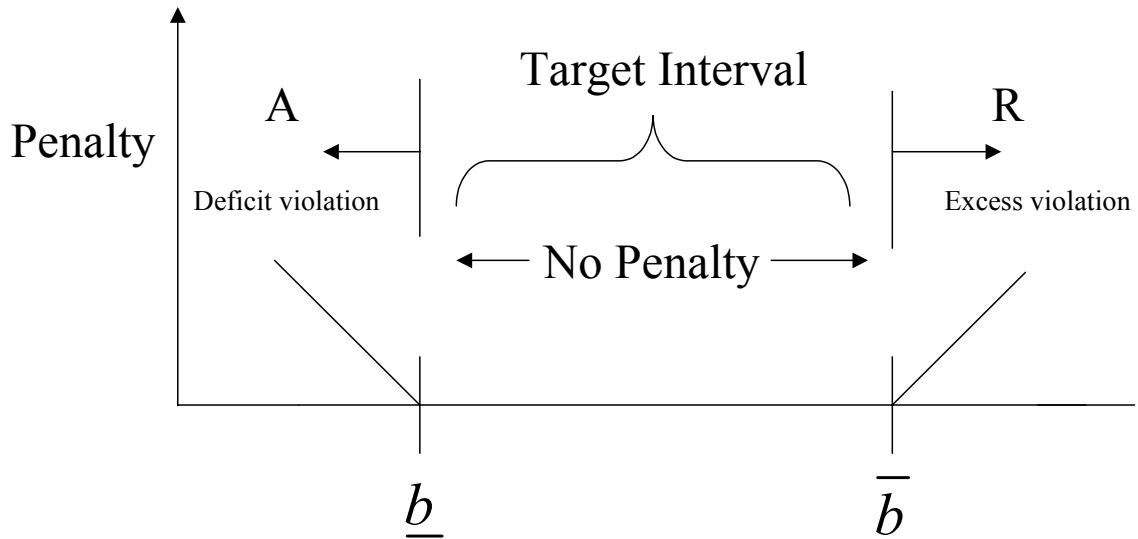 Target Interval
A
R
Penalty
Deficit violation
Excess violation
No Penalty
b̲
b̅